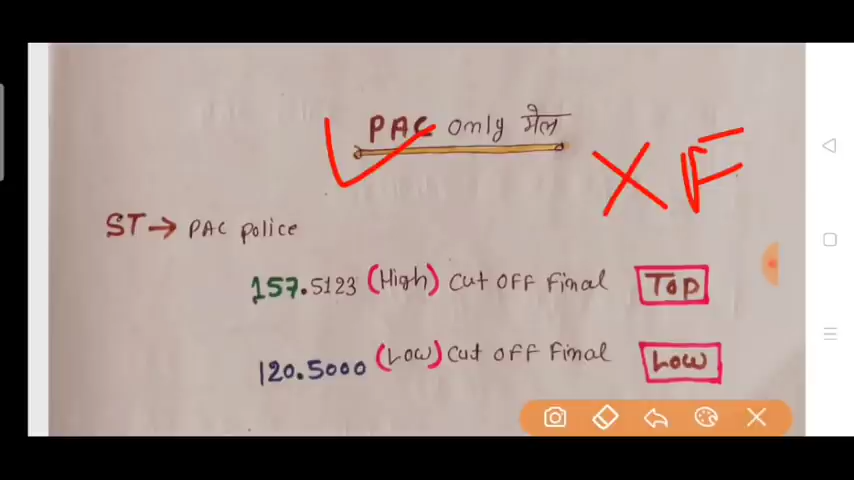 PAC only मेल
X F
ST → PAC police
157.5123 (High) Cut OFF Final Top
120.5000 (Low) Cut OFF Final Low